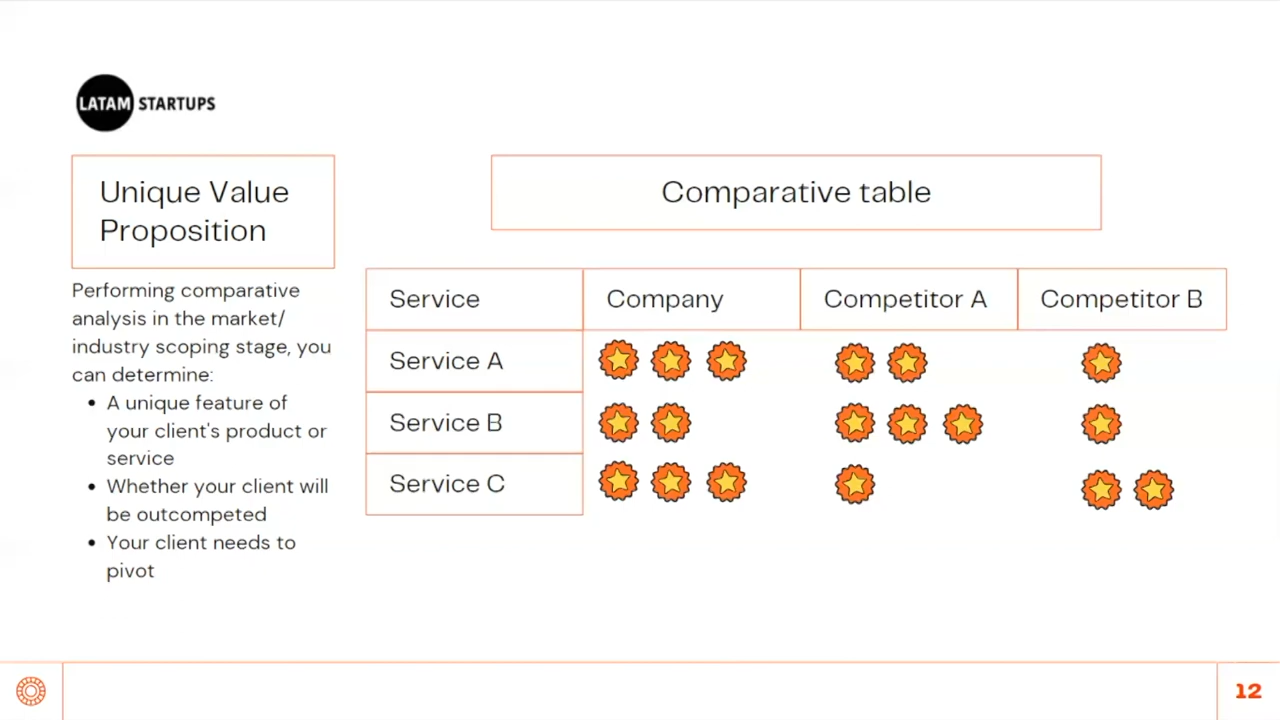 LATAM STARTUPS
Unique Value
Proposition
Performing comparative
analysis in the market/
industry scoping stage, you
can determine:
• A unique feature of
your client's product or
service
• Whether your client will
be outcompeted
• Your client needs to
pivot
Comparative table
Service Company Competitor A Competitor B
Service A
Service B
Service C
12